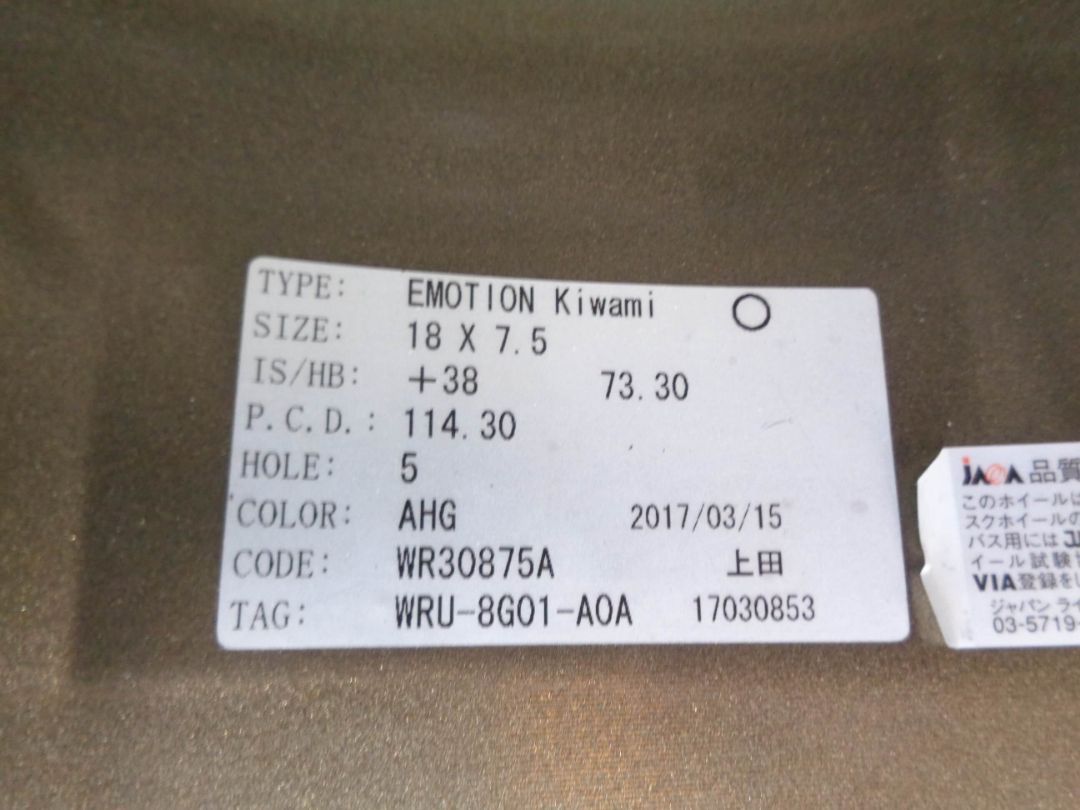 TYPE: EMOTION Kiwami ○
SIZE: 18 X 7.5
IS/HB: +38 73.30
P.C.D.: 114.30
HOLE: 5
COLOR: AHG 2017/03/15
CODE: WR30875A 上田
TAG: WRU-8G01-A0A 17030853
JAWA 品質
このホイールは
スクホイールの
バス用には
イール試験
VIA登録を
ジャパン ライ
03-5719-